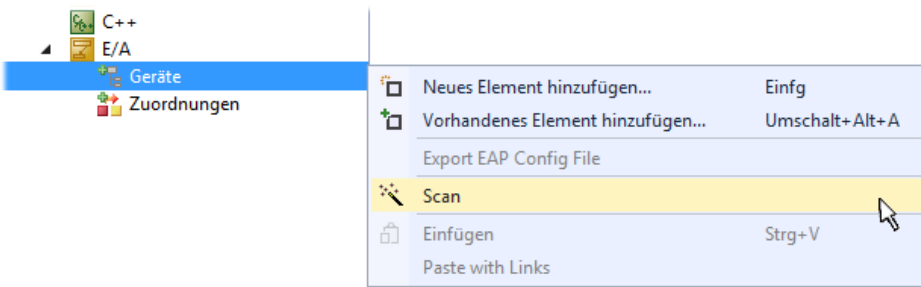 C++
E/A
Geräte
Zuordnungen
Neues Element hinzufügen... Einfg
Vorhandenes Element hinzufügen... Umschalt+Alt+A
Export EAP Config File
Scan
Einfügen Strg+V
Paste with Links